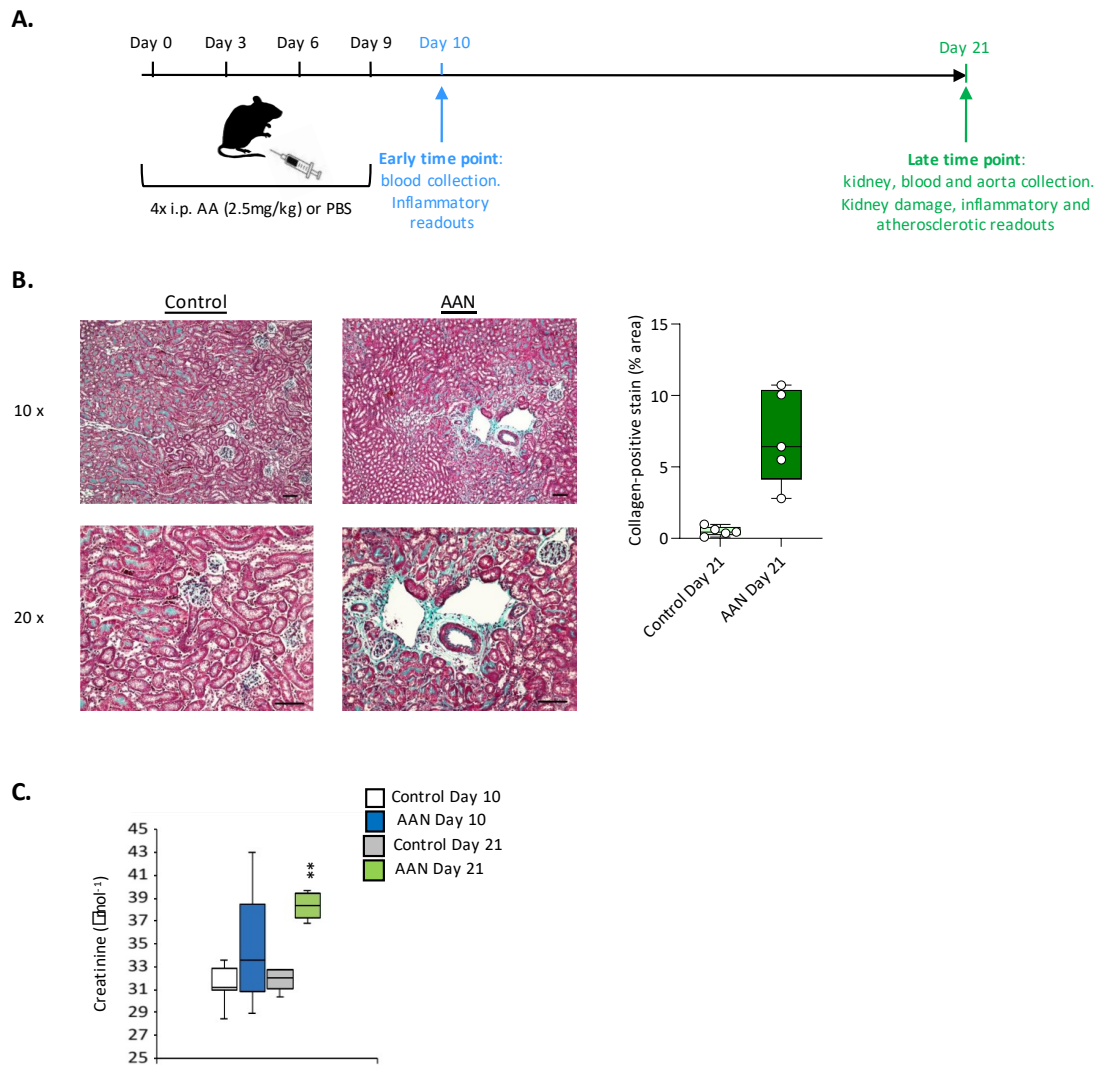 A.
Day 0 Day 3 Day 6 Day 9 Day 10 Day 21
Early time point:
blood collection.
Inflammatory
readouts
Late time point:
kidney, blood and aorta collection.
Kidney damage, inflammatory and
atherosclerotic readouts
4x i.p. AA (2.5mg/kg) or PBS
B.
Control AAN
10 x
20 x
Collagen-positive stain (% area)
15
10
5
0
Control Day 21
AAN Day 21
C.
Control Day 10
AAN Day 10
Control Day 21
AAN Day 21
Creatinine (□mol⁻¹)
45
43
41
39
37
35
33
31
29
27
25
**